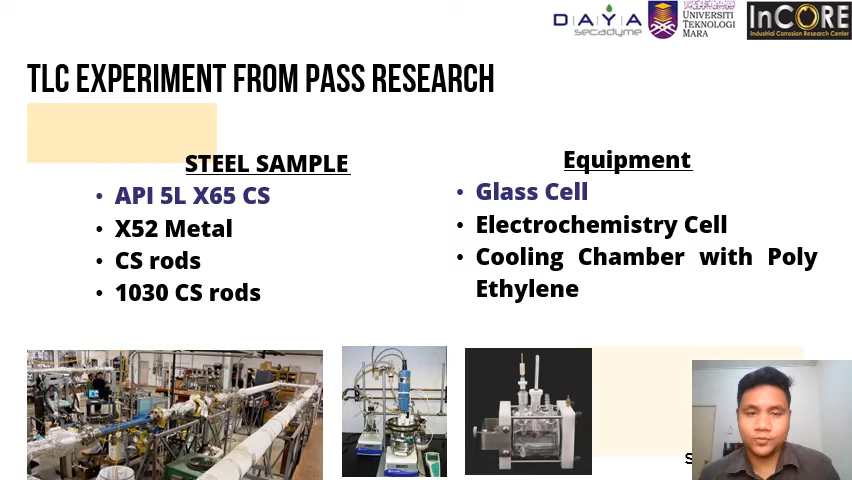 DAYA
secadyme
UNIVERSITI
TEKNOLOGI
MARA
InCORE
Industrial Corrosion Research Center
TLC EXPERIMENT FROM PASS RESEARCH
STEEL SAMPLE
• API 5L X65 CS
• X52 Metal
• CS rods
• 1030 CS rods
Equipment
• Glass Cell
• Electrochemistry Cell
• Cooling Chamber with Poly
Ethylene